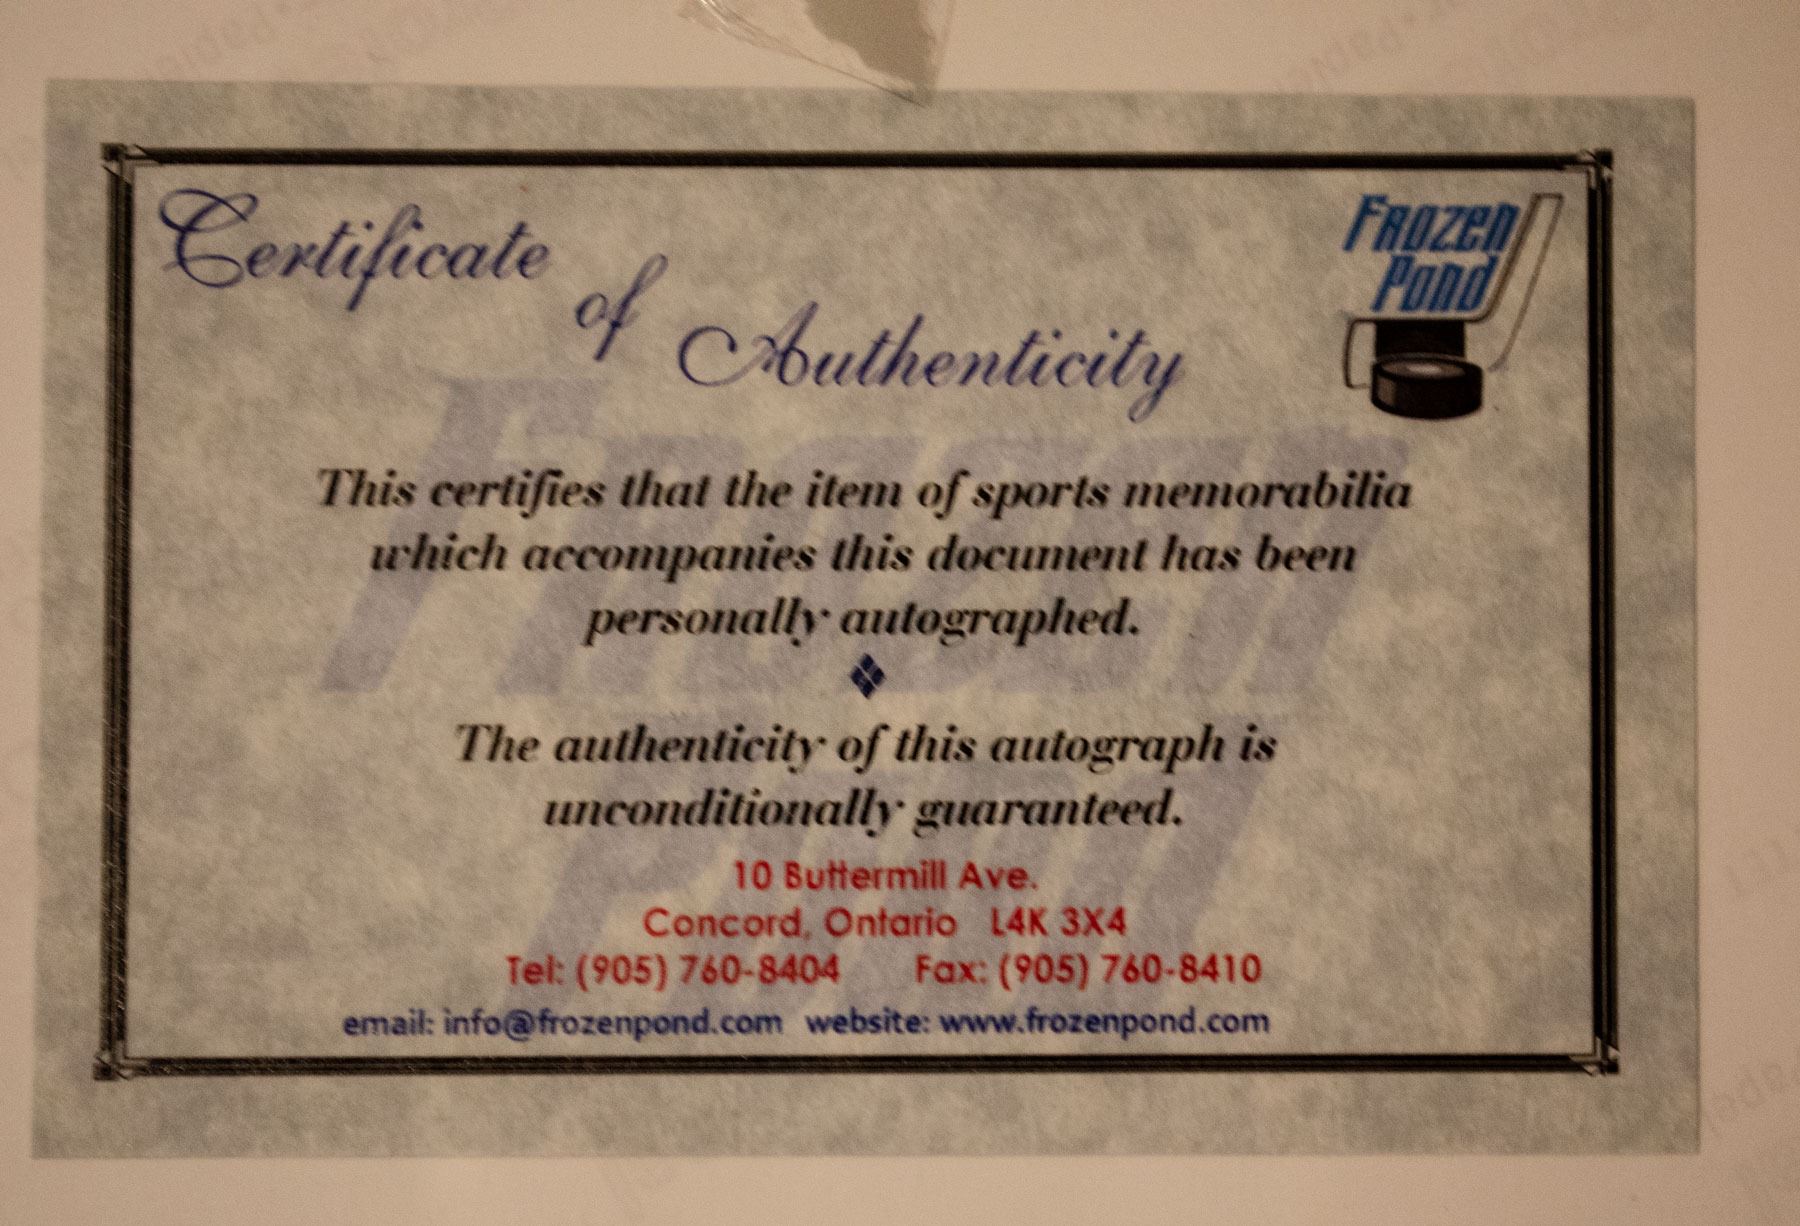 Certificate
of
Authenticity
Frozen
Pond
This certifies that the item of sports memorabilia
which accompanies this document has been
personally autographed.
The authenticity of this autograph is
unconditionally guaranteed.
10 Buttermill Ave.
Concord, Ontario L4K 3X4
Tel: (905) 760-8404 Fax: (905) 760-8410
email: info@frozenpond.com website: www.frozenpond.com
Frozen
Pond